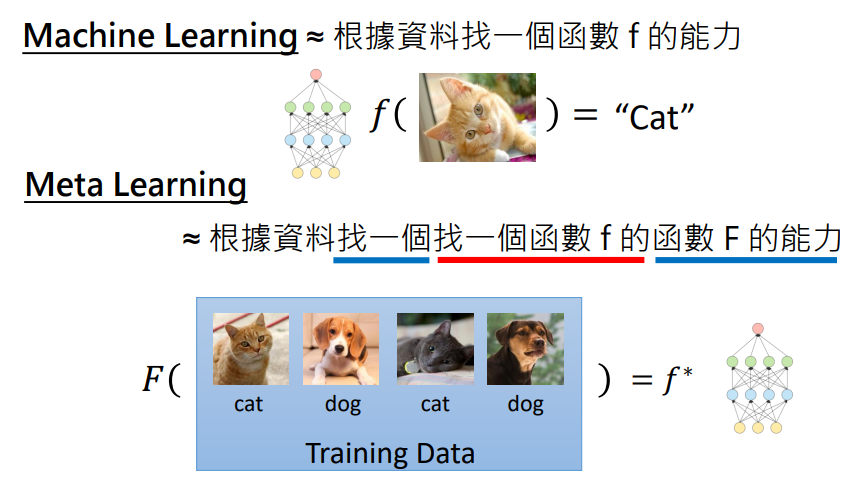 Machine Learning ≈ 根據資料找一個函數 f 的能力
f( ) = “Cat”
Meta Learning
≈ 根據資料找一個找一個函數 f 的函數 F 的能力
F( ) = f*
cat dog cat dog
Training Data